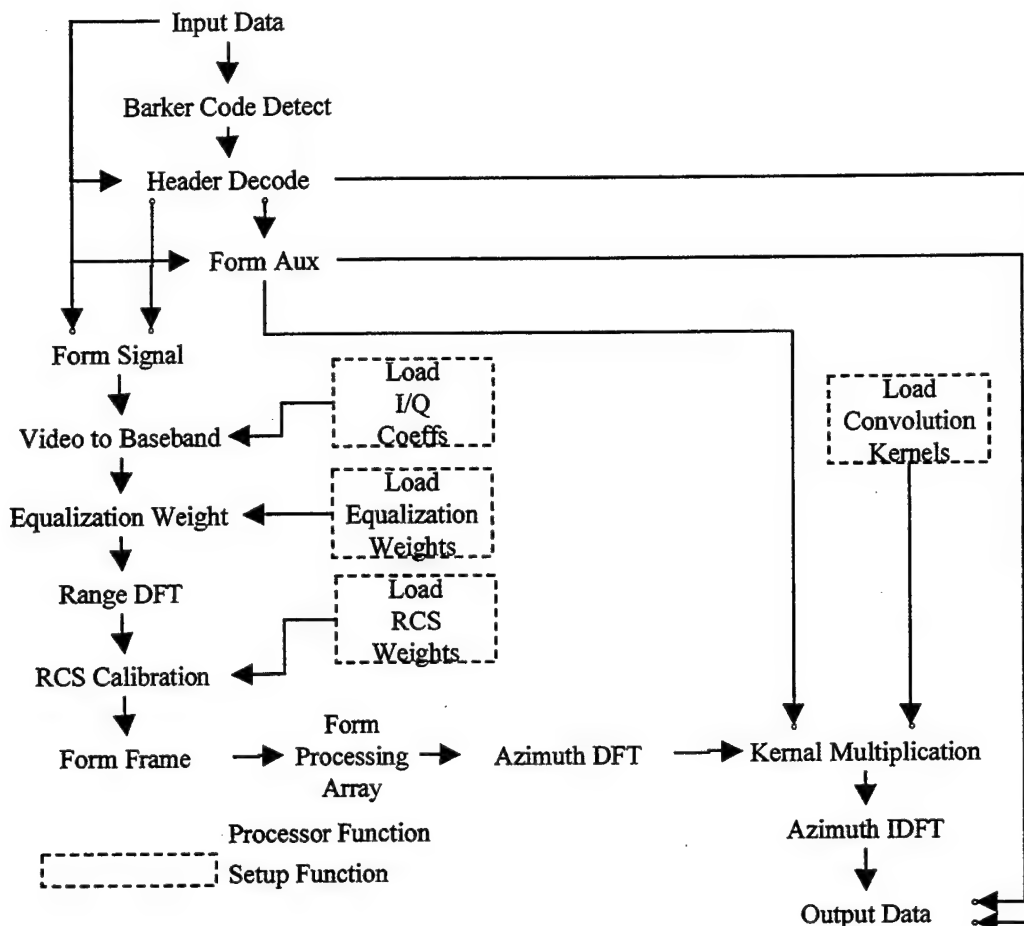 Input Data
Barker Code Detect
Header Decode
Form Aux
Form Signal
Load
I/Q
Coeffs
Load
Convolution
Kernels
Video to Baseband
Load
Equalization
Weights
Equalization Weight
Range DFT
Load
RCS
Weights
RCS Calibration
Form Frame
Form
Processing
Array
Azimuth DFT
Kernal Multiplication
Azimuth IDFT
Output Data
Processor Function
Setup Function